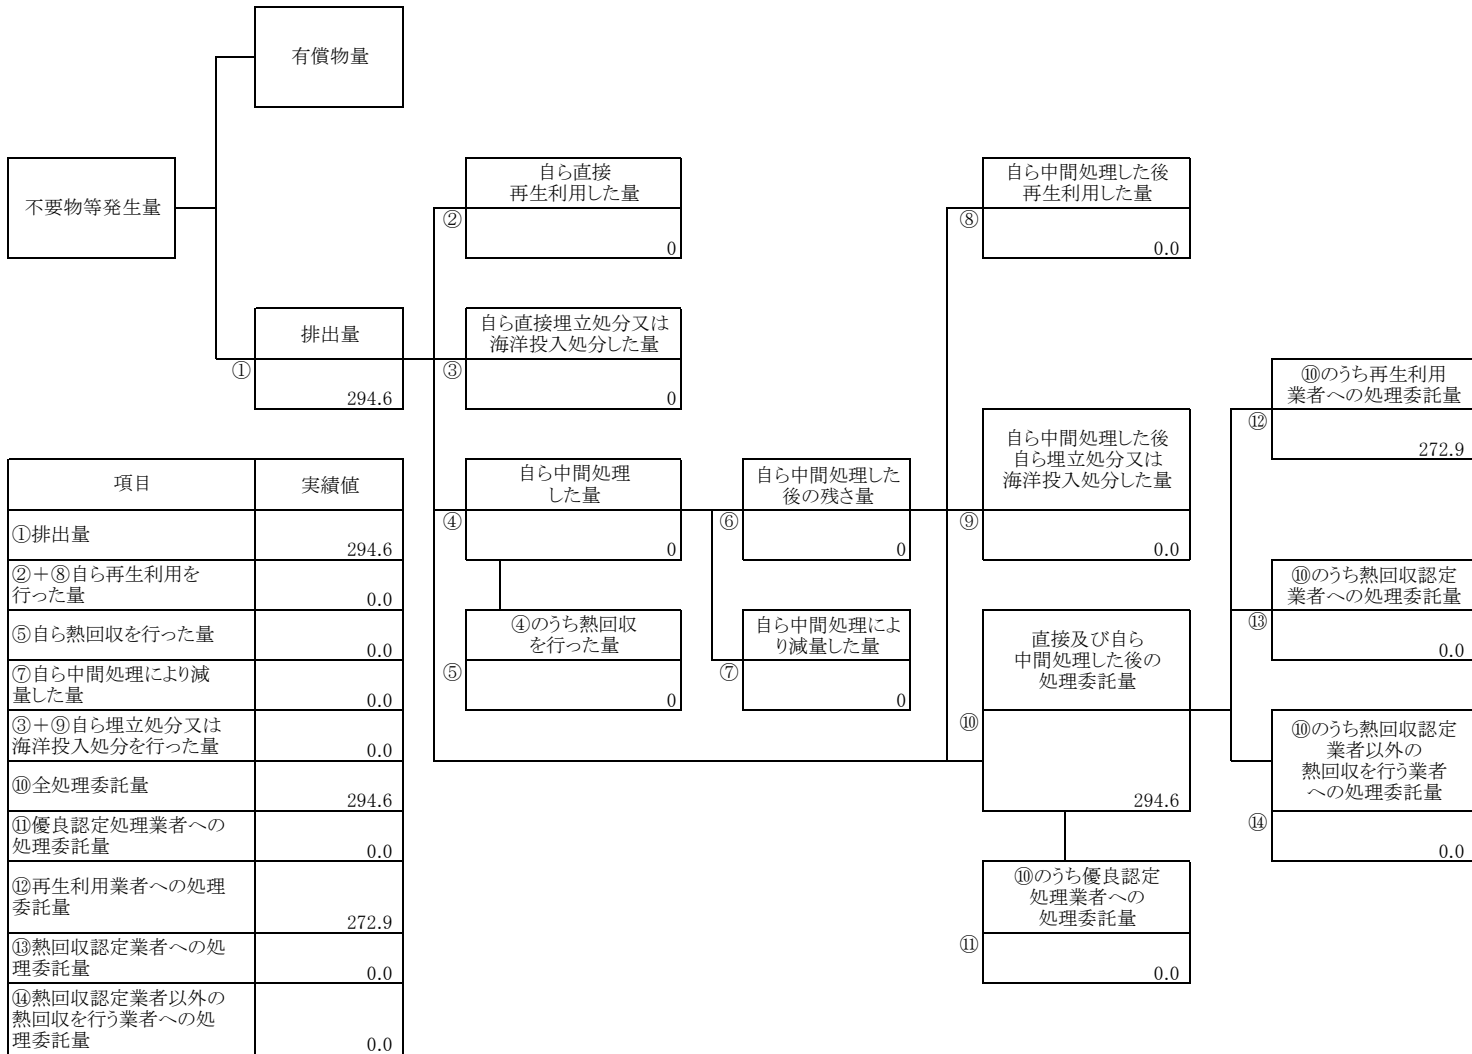 有償物量
不要物等発生量
自ら直接
再生利用した量
②
0
自ら中間処理した後
再生利用した量
⑧
0.0
排出量
①
294.6
自ら直接埋立処分又は
海洋投入処分した量
③
0
⑩のうち再生利用
業者への処理委託量
⑫
272.9
自ら中間処理した後
自ら埋立処分又は
海洋投入処分した量
⑨
0.0
自ら中間処理
した量
④
0
自ら中間処理した
後の残さ量
⑥
0
⑩のうち熱回収認定
業者への処理委託量
⑬
0.0
④のうち熱回収
を行った量
⑤
0
自ら中間処理によ
り減量した量
⑦
0
直接及び自ら
中間処理した後の
処理委託量
⑩
294.6
⑩のうち熱回収認定
業者以外の
熱回収を行う業者
への処理委託量
⑭
0.0
⑩のうち優良認定
処理業者への
処理委託量
⑪
0.0
項目 実績値
①排出量
294.6
②+⑧自ら再生利用を
行った量
0.0
⑤自ら熱回収を行った量
0.0
⑦自ら中間処理により減
量した量
0.0
③+⑨自ら埋立処分又は
海洋投入処分を行った量
0.0
⑩全処理委託量
294.6
⑪優良認定処理業者への
処理委託量
0.0
⑫再生利用業者への処理
委託量
272.9
⑬熱回収認定業者への処
理委託量
0.0
⑭熱回収認定業者以外の
熱回収を行う業者への処
理委託量
0.0